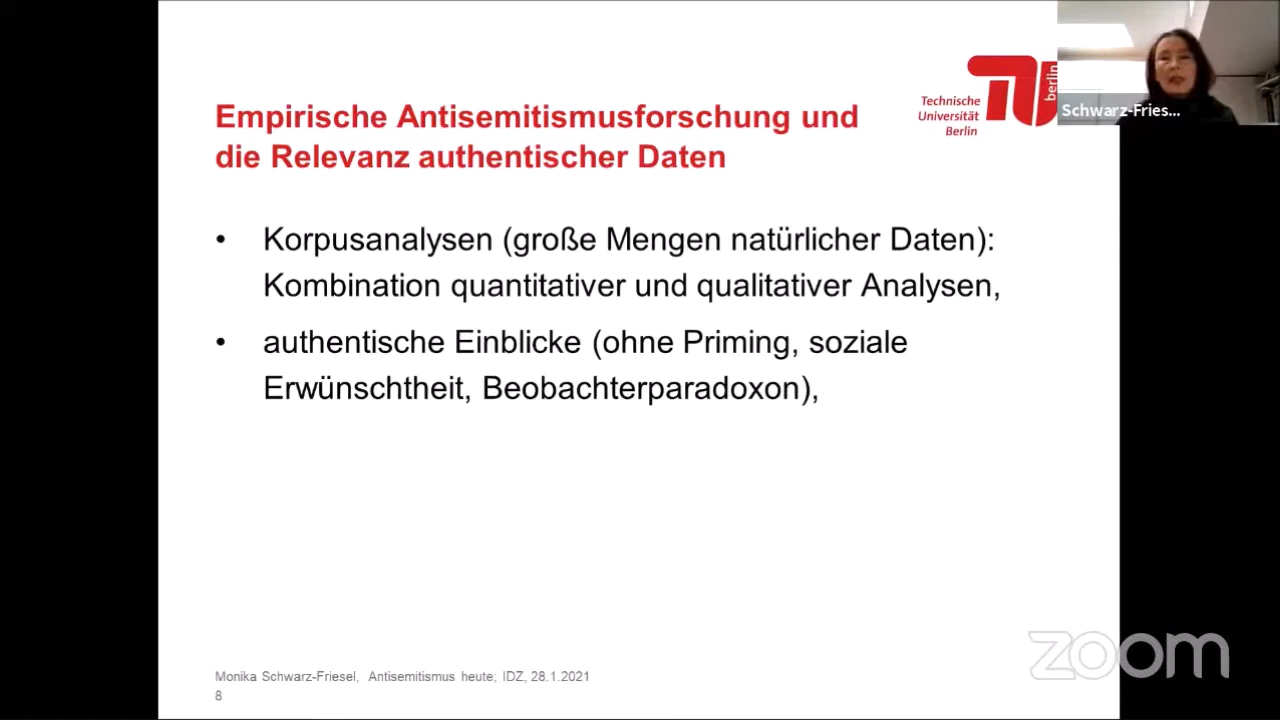 Empirische Antisemitismusforschung und
die Relevanz authentischer Daten
Technische
Universität
Berlin
berlin
Schwarz-Fries...
• Korpusanalysen (große Mengen natürlicher Daten):
Kombination quantitativer und qualitativer Analysen,
• authentische Einblicke (ohne Priming, soziale
Erwünschtheit, Beobachterparadoxon),
Monika Schwarz-Friesel, Antisemitismus heute; IDZ, 28.1.2021
8
zoom